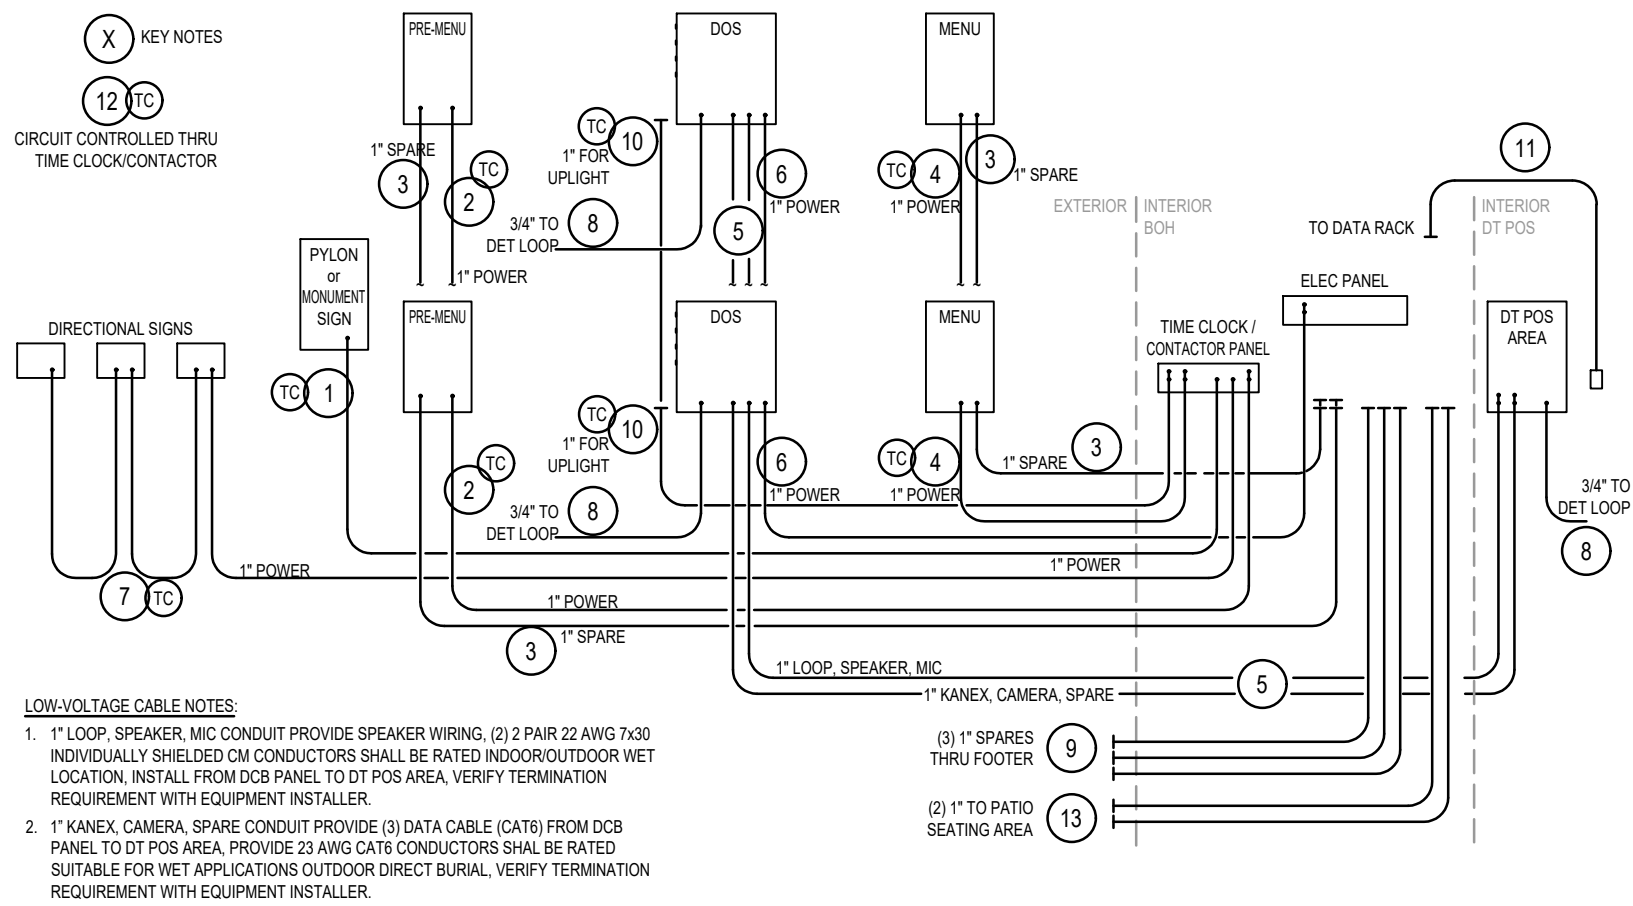 X KEY NOTES
12 TC
CIRCUIT CONTROLLED THRU
TIME CLOCK/CONTACTOR
PRE-MENU
DOS
MENU
1" SPARE
3
TC
2
1" POWER
TC
10
1" FOR
UPLIGHT
3/4" TO
DET LOOP
8
6
1" POWER
5
TC
4
1" POWER
3
1" SPARE
11
EXTERIOR
INTERIOR
BOH
TO DATA RACK
INTERIOR
DT POS
PYLON
or
MONUMENT
SIGN
DIRECTIONAL SIGNS
PRE-MENU
DOS
MENU
TIME CLOCK /
CONTACTOR PANEL
ELEC PANEL
DT POS
AREA
TC
1
TC
10
1" FOR
UPLIGHT
TC
2
3/4" TO
DET LOOP
8
6
1" POWER
TC
4
1" POWER
1" SPARE
3
3/4" TO
DET LOOP
8
1" POWER
7
TC
1" POWER
1" POWER
3
1" SPARE
1" LOOP, SPEAKER, MIC
5
1" KANEX, CAMERA, SPARE
(3) 1" SPARES
THRU FOOTER
9
(2) 1" TO PATIO
SEATING AREA
13
LOW-VOLTAGE CABLE NOTES:
1. 1" LOOP, SPEAKER, MIC CONDUIT PROVIDE SPEAKER WIRING, (2) 2 PAIR 22 AWG 7x30
INDIVIDUALLY SHIELDED CM CONDUCTORS SHALL BE RATED INDOOR/OUTDOOR WET
LOCATION, INSTALL FROM DCB PANEL TO DT POS AREA, VERIFY TERMINATION
REQUIREMENT WITH EQUIPMENT INSTALLER.
2. 1" KANEX, CAMERA, SPARE CONDUIT PROVIDE (3) DATA CABLE (CAT6) FROM DCB
PANEL TO DT POS AREA, PROVIDE 23 AWG CAT6 CONDUCTORS SHAL BE RATED
SUITABLE FOR WET APPLICATIONS OUTDOOR DIRECT BURIAL, VERIFY TERMINATION
REQUIREMENT WITH EQUIPMENT INSTALLER.